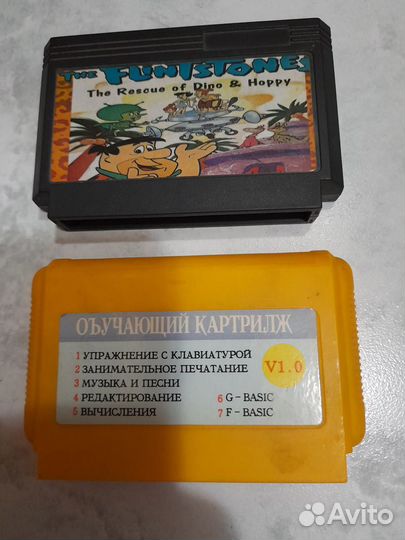 THE FLINTSTONES
The Rescue of Dino & Hoppy
ОЪУЧАЮЩИЙ КАРТРИЛЖ
1 УПРАЖНЕНИЕ С КЛАВИАТУРОЙ
2 ЗАНИМАТЕЛЬНОЕ ПЕЧАТАНИЕ
3 МУЗЫКА И ПЕСНИ
4 РЕДАКТИРОВАНИЕ
5 ВЫЧИСЛЕНИЯ
6 G-BASIC
7 F-BASIC
V1.0
Avito